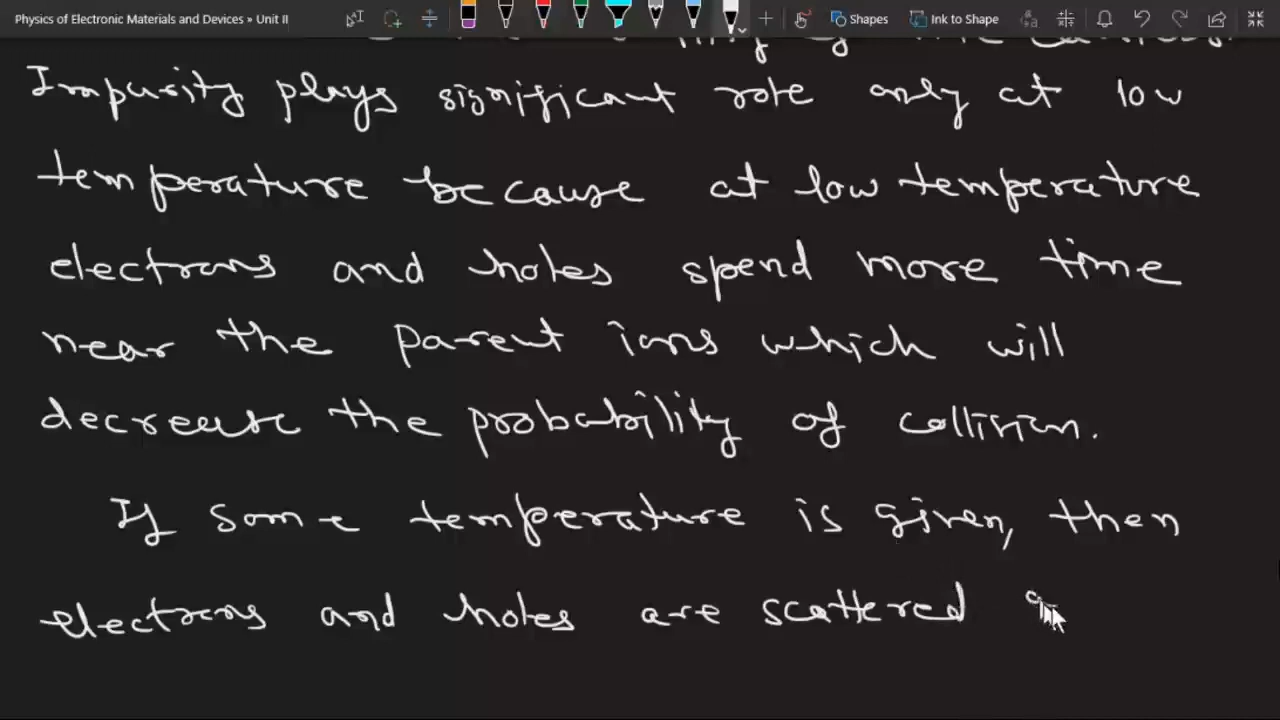 Physics of Electronic Materials and Devices » Unit II
Shapes
Ink to Shape
Impurity plays significant role only at low
temperature because at low temperature
electrons and holes spend more time
near the parent ions which will
decrease the probability of collision.
If some temperature is given, then
electrons and holes are scattered